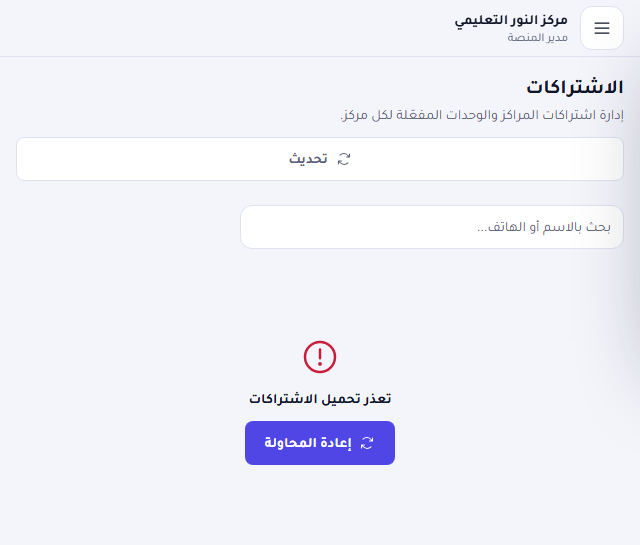 مركز النور التعليمي
مدير المنصة
الاشتراكات
إدارة اشتراكات المراكز والوحدات المفعّلة لكل مركز.
تحديث
بحث بالاسم أو الهاتف...
تعذر تحميل الاشتراكات
إعادة المحاولة